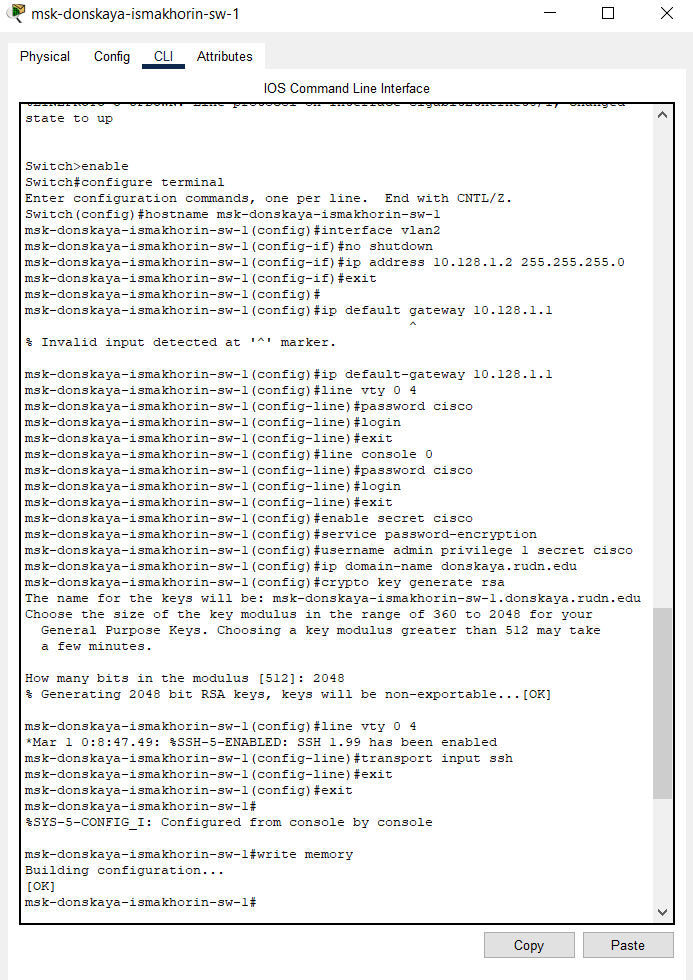 msk-donskaya-ismakhorin-sw-1
Physical Config CLI Attributes
IOS Command Line Interface
state to up
Switch>enable
Switch#configure terminal
Enter configuration commands, one per line.  End with CNTL/Z.
Switch(config)#hostname msk-donskaya-ismakhorin-sw-1
msk-donskaya-ismakhorin-sw-1(config)#interface vlan2
msk-donskaya-ismakhorin-sw-1(config-if)#no shutdown
msk-donskaya-ismakhorin-sw-1(config-if)#ip address 10.128.1.2 255.255.255.0
msk-donskaya-ismakhorin-sw-1(config-if)#exit
msk-donskaya-ismakhorin-sw-1(config)#
msk-donskaya-ismakhorin-sw-1(config)#ip default gateway 10.128.1.1
^
% Invalid input detected at '^' marker.
msk-donskaya-ismakhorin-sw-1(config)#ip default-gateway 10.128.1.1
msk-donskaya-ismakhorin-sw-1(config)#line vty 0 4
msk-donskaya-ismakhorin-sw-1(config-line)#password cisco
msk-donskaya-ismakhorin-sw-1(config-line)#login
msk-donskaya-ismakhorin-sw-1(config-line)#exit
msk-donskaya-ismakhorin-sw-1(config)#line console 0
msk-donskaya-ismakhorin-sw-1(config-line)#password cisco
msk-donskaya-ismakhorin-sw-1(config-line)#login
msk-donskaya-ismakhorin-sw-1(config-line)#exit
msk-donskaya-ismakhorin-sw-1(config)#enable secret cisco
msk-donskaya-ismakhorin-sw-1(config)#service password-encryption
msk-donskaya-ismakhorin-sw-1(config)#username admin privilege 1 secret cisco
msk-donskaya-ismakhorin-sw-1(config)#ip domain-name donskaya.rudn.edu
msk-donskaya-ismakhorin-sw-1(config)#crypto key generate rsa
The name for the keys will be: msk-donskaya-ismakhorin-sw-1.donskaya.rudn.edu
Choose the size of the key modulus in the range of 360 to 2048 for your
General Purpose Keys. Choosing a key modulus greater than 512 may take
a few minutes.
How many bits in the modulus [512]: 2048
% Generating 2048 bit RSA keys, keys will be non-exportable...[OK]
msk-donskaya-ismakhorin-sw-1(config)#line vty 0 4
*Mar 1 0:8:47.49: %SSH-5-ENABLED: SSH 1.99 has been enabled
msk-donskaya-ismakhorin-sw-1(config-line)#transport input ssh
msk-donskaya-ismakhorin-sw-1(config-line)#exit
msk-donskaya-ismakhorin-sw-1(config)#exit
msk-donskaya-ismakhorin-sw-1#
%SYS-5-CONFIG_I: Configured from console by console
msk-donskaya-ismakhorin-sw-1#write memory
Building configuration...
[OK]
msk-donskaya-ismakhorin-sw-1#
Copy Paste